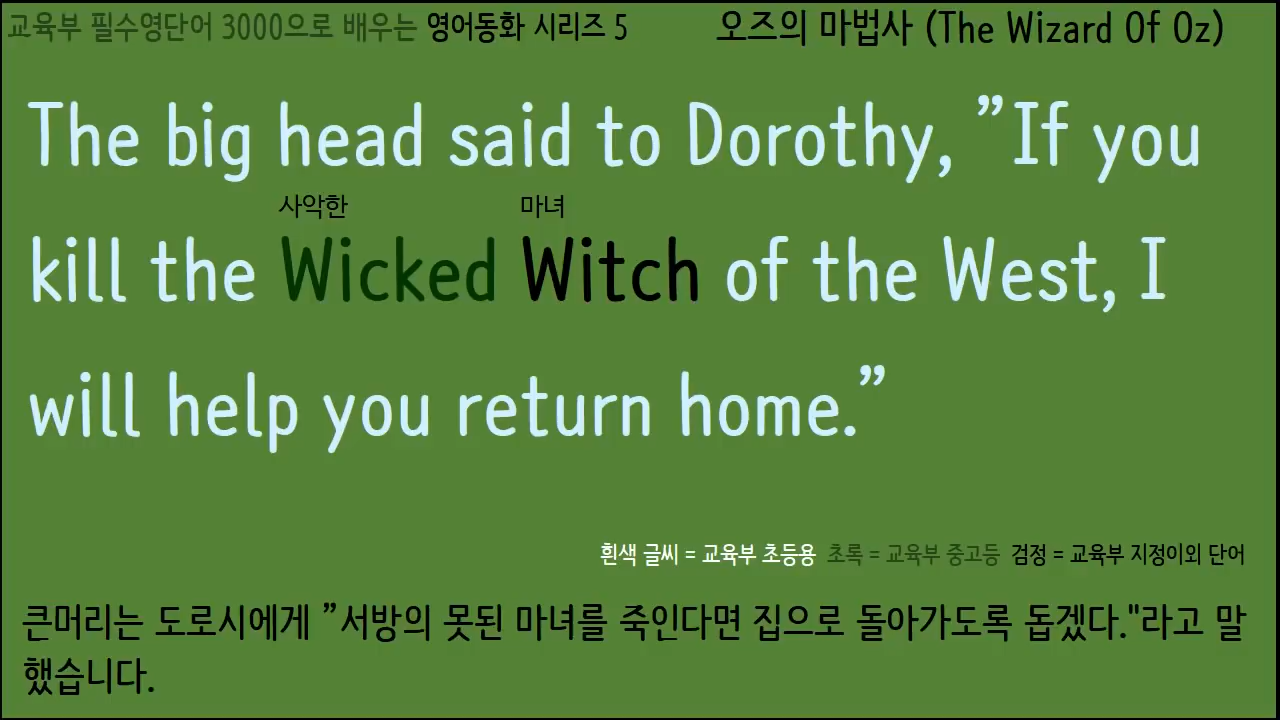 교육부 필수영단어 3000으로 배우는 영어동화 시리즈 5 오즈의 마법사 (The Wizard Of Oz)
The big head said to Dorothy, ”If you
사악한 마녀
kill the Wicked Witch of the West, I
will help you return home.”
흰색 글씨 = 교육부 초등용 초록 = 교육부 중고등 검정 = 교육부 지정이외 단어
큰머리는 도로시에게 ”서방의 못된 마녀를 죽인다면 집으로 돌아가도록 돕겠다."라고 말
했습니다.